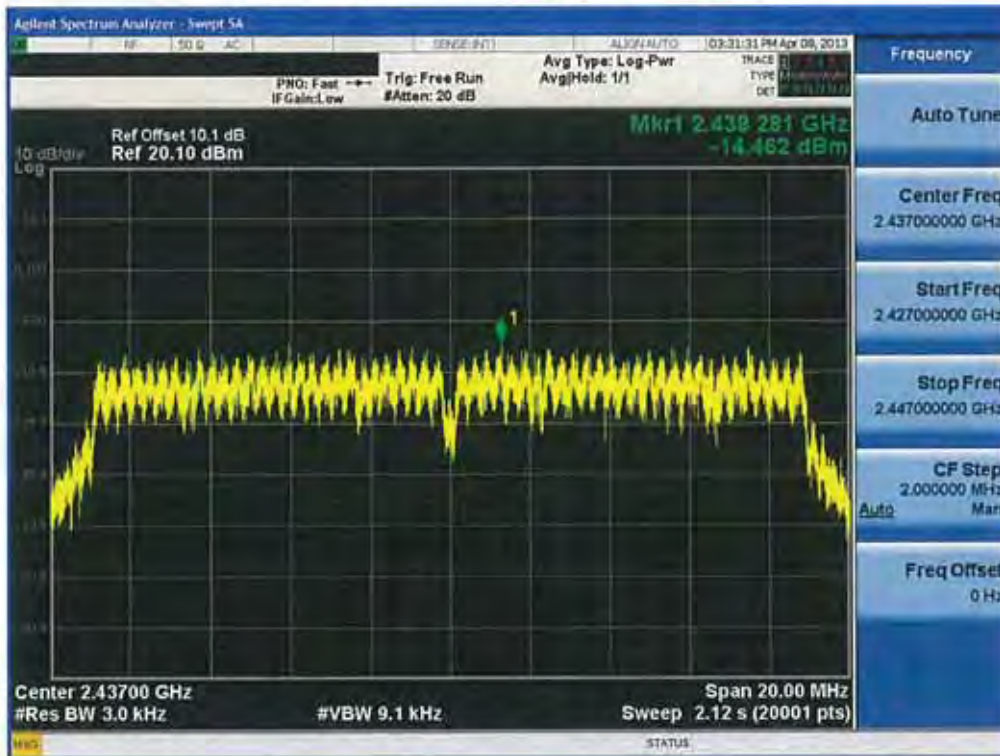 Agilent Spectrum Analyzer - Swept SA
RF 50 Ω AC SENSE:INT ALIGN AUTO 03:31:31 PM Apr 09, 2013
Frequency
Avg Type: Log-Pwr
TRACE
PNO: Fast
Trig: Free Run
Avg|Hold: 1/1
TYPE
IFGain:Low
#Atten: 20 dB
DET
Auto Tune
Mkr1 2.438 281 GHz
-14.462 dBm
Ref Offset 10.1 dB
10 dB/div
Ref 20.10 dBm
Log
Center Freq
2.437000000 GHz
Start Freq
2.427000000 GHz
1
Stop Freq
2.447000000 GHz
CF Step
2.000000 MHz
Auto Man
Freq Offset
0 Hz
Center 2.43700 GHz
Span 20.00 MHz
#Res BW 3.0 kHz
#VBW 9.1 kHz
Sweep 2.12 s (20001 pts)
MSG
STATUS